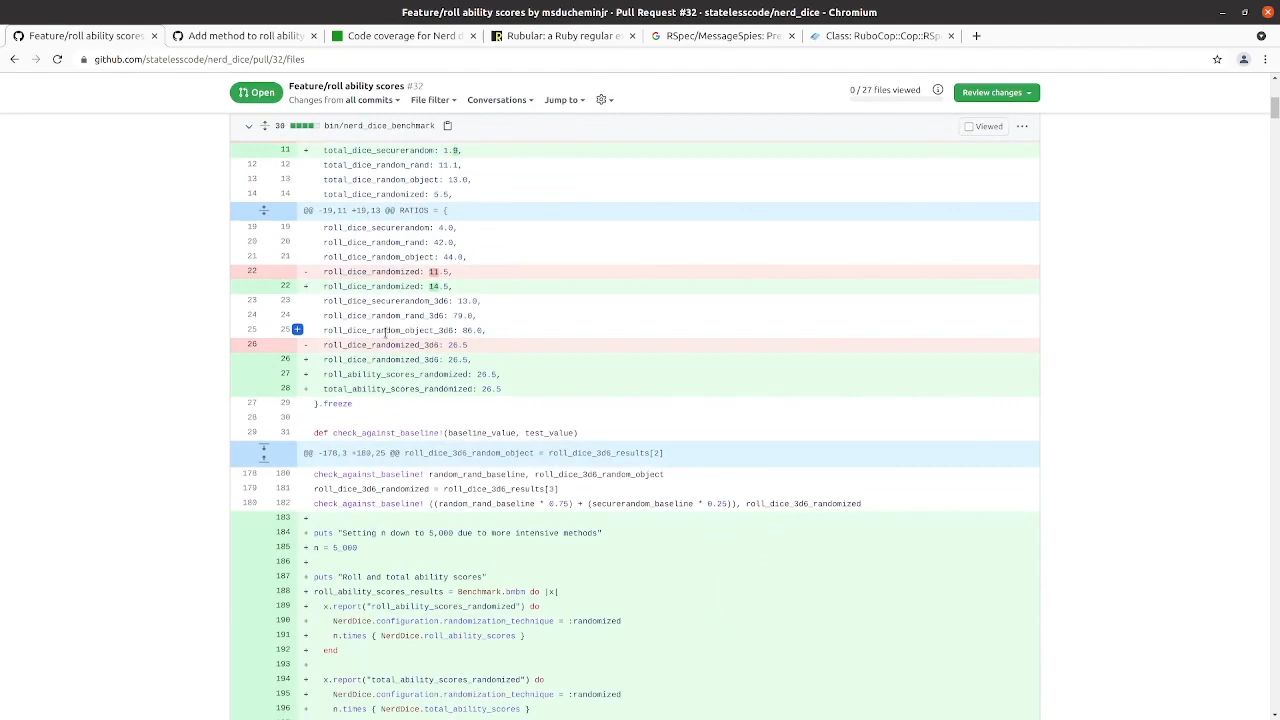 Feature/roll ability scores by msducheminjr - Pull Request #32 - statelesscode/nerd_dice - Chromium
Feature/roll ability scores
Add method to roll ability
Code coverage for Nerd d
Rubular: a Ruby regular e
RSpec/MessageSpies: Pre
Class: RuboCop::Cop::RSp
github.com/statelesscode/nerd_dice/pull/32/files
Open
Feature/roll ability scores #32
Changes from all commits
File filter
Conversations
Jump to
0 / 27 files viewed
Review changes
30 bin/nerd_dice_benchmark
Viewed
11 + total_dice_securerandom: 1.9,
12 12 total_dice_random_rand: 11.1,
13 13 total_dice_random_object: 13.0,
14 14 total_dice_randomized: 5.5,
@@ -19,11 +19,13 @@ RATIOS = {
19 19 roll_dice_securerandom: 4.0,
20 20 roll_dice_random_rand: 42.0,
21 21 roll_dice_random_object: 44.0,
22 - roll_dice_randomized: 11.5,
22 + roll_dice_randomized: 14.5,
23 23 roll_dice_securerandom_3d6: 13.0,
24 24 roll_dice_random_rand_3d6: 79.0,
25 25 roll_dice_random_object_3d6: 86.0,
26 - roll_dice_randomized_3d6: 26.5
26 + roll_dice_randomized_3d6: 26.5,
27 + roll_ability_scores_randomized: 26.5,
28 + total_ability_scores_randomized: 26.5
27 29 }.freeze
28 30
29 31 def check_against_baseline!(baseline_value, test_value)
@@ -178,3 +180,25 @@ roll_dice_3d6_random_object = roll_dice_3d6_results[2]
178 180 check_against_baseline! random_rand_baseline, roll_dice_3d6_random_object
179 181 roll_dice_3d6_randomized = roll_dice_3d6_results[3]
180 182 check_against_baseline! ((random_rand_baseline * 0.75) + (securerandom_baseline * 0.25)), roll_dice_3d6_randomized
183 +
184 + puts "Setting n down to 5,000 due to more intensive methods"
185 + n = 5_000
186 +
187 + puts "Roll and total ability scores"
188 + roll_ability_scores_results = Benchmark.bmbm do |x|
189 + x.report("roll_ability_scores_randomized") do
190 + NerdDice.configuration.randomization_technique = :randomized
191 + n.times { NerdDice.roll_ability_scores }
192 + end
193 +
194 + x.report("total_ability_scores_randomized") do
195 + NerdDice.configuration.randomization_technique = :randomized
196 + n.times { NerdDice.total_ability_scores }